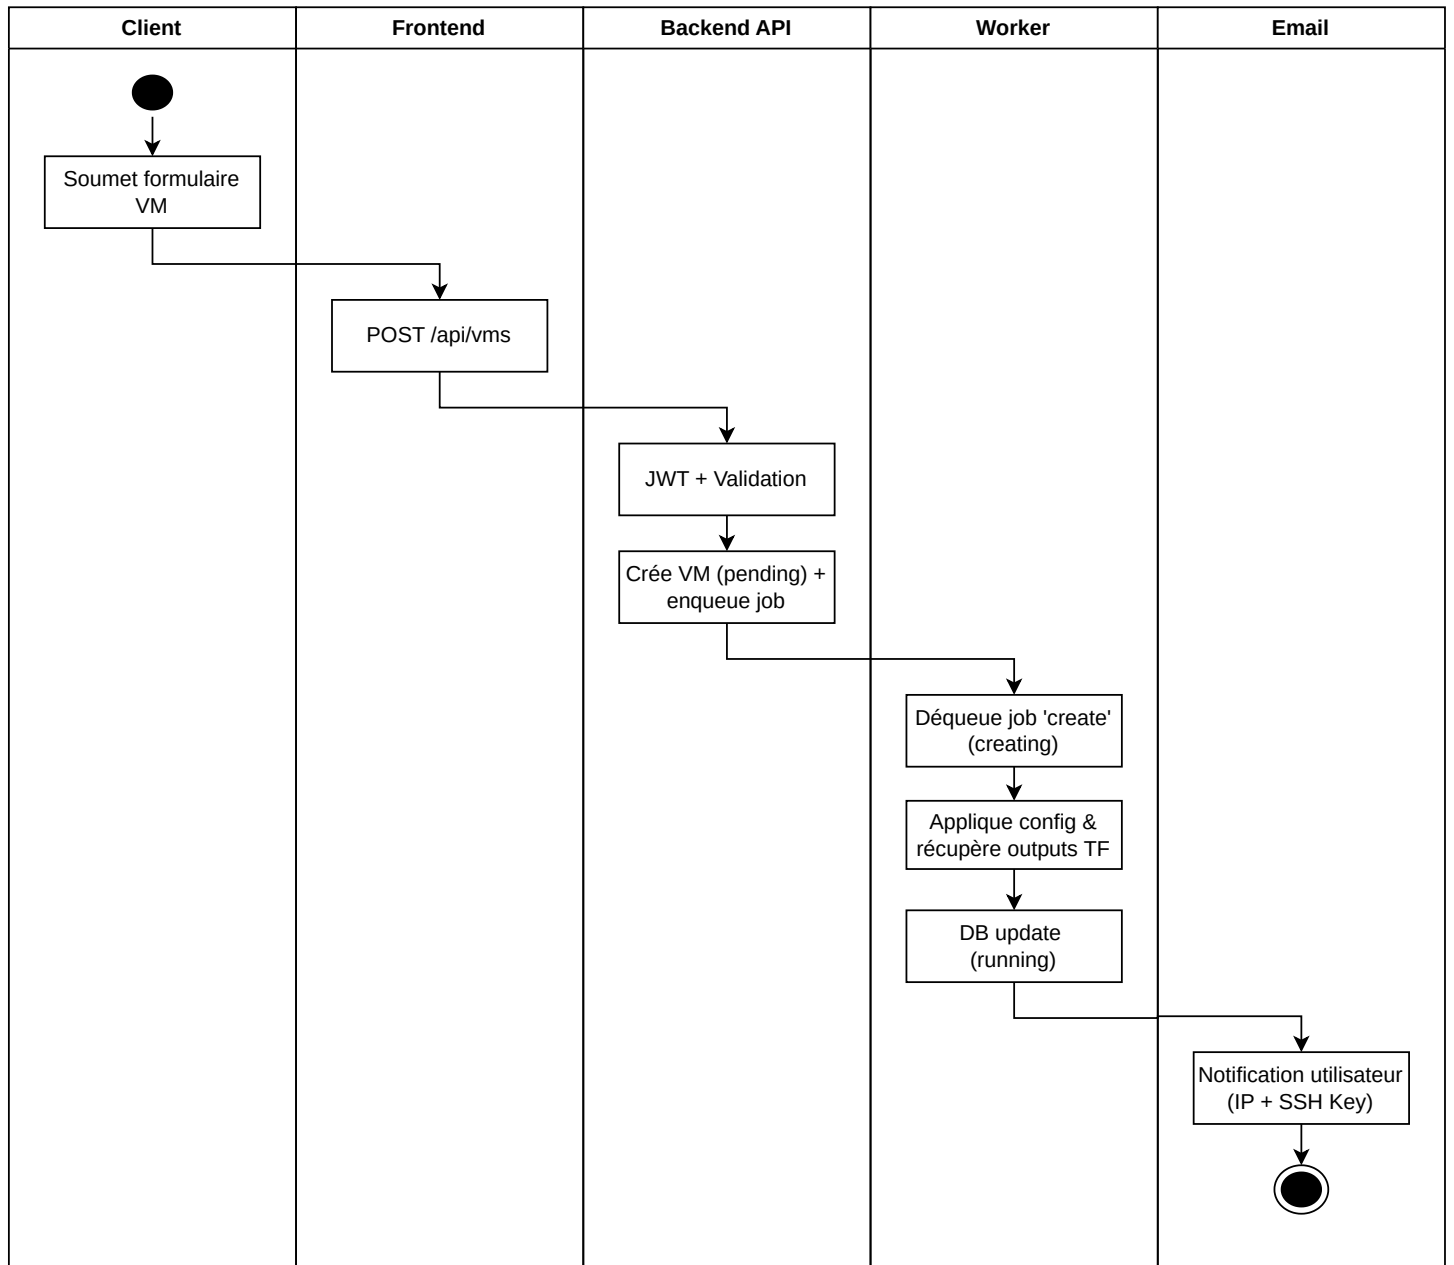 Client
Frontend
Backend API
Worker
Email
Soumet formulaire
VM
POST /api/vms
JWT + Validation
Crée VM (pending) +
enqueue job
Déqueue job 'create'
(creating)
Applique config &
récupère outputs TF
DB update
(running)
Notification utilisateur
(IP + SSH Key)